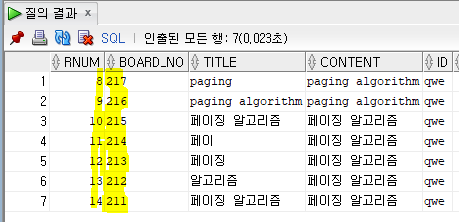 질의 결과 x
SQL | 인출된 모든 행: 7(0,023초)
RNUM BOARD_NO TITLE CONTENT ID
1 8 217 paging paging algorithm qwe
2 9 216 paging algorithm paging algorithm qwe
3 10 215 페이징 알고리즘 페이징 알고리즘 qwe
4 11 214 페이 페이징 알고리즘 qwe
5 12 213 페이징 페이징 알고리즘 qwe
6 13 212 알고리즘 페이징 알고리즘 qwe
7 14 211 페이징 알고리즘 페이징 알고리즘 qwe